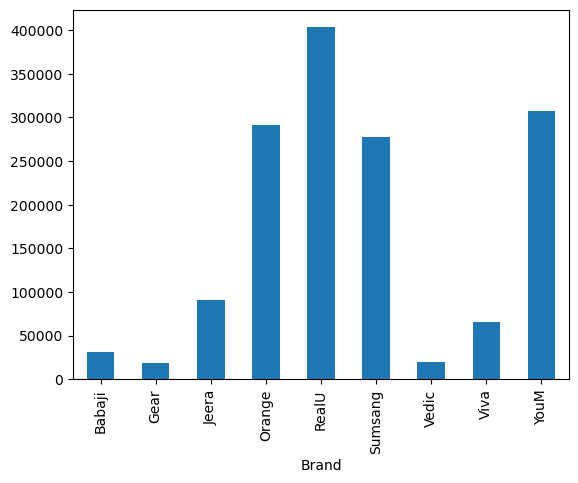 400000
350000
300000
250000
200000
150000
100000
50000
0
Babaji
Gear
Jeera
Orange
RealU
Sumsang
Vedic
Viva
YouM
Brand